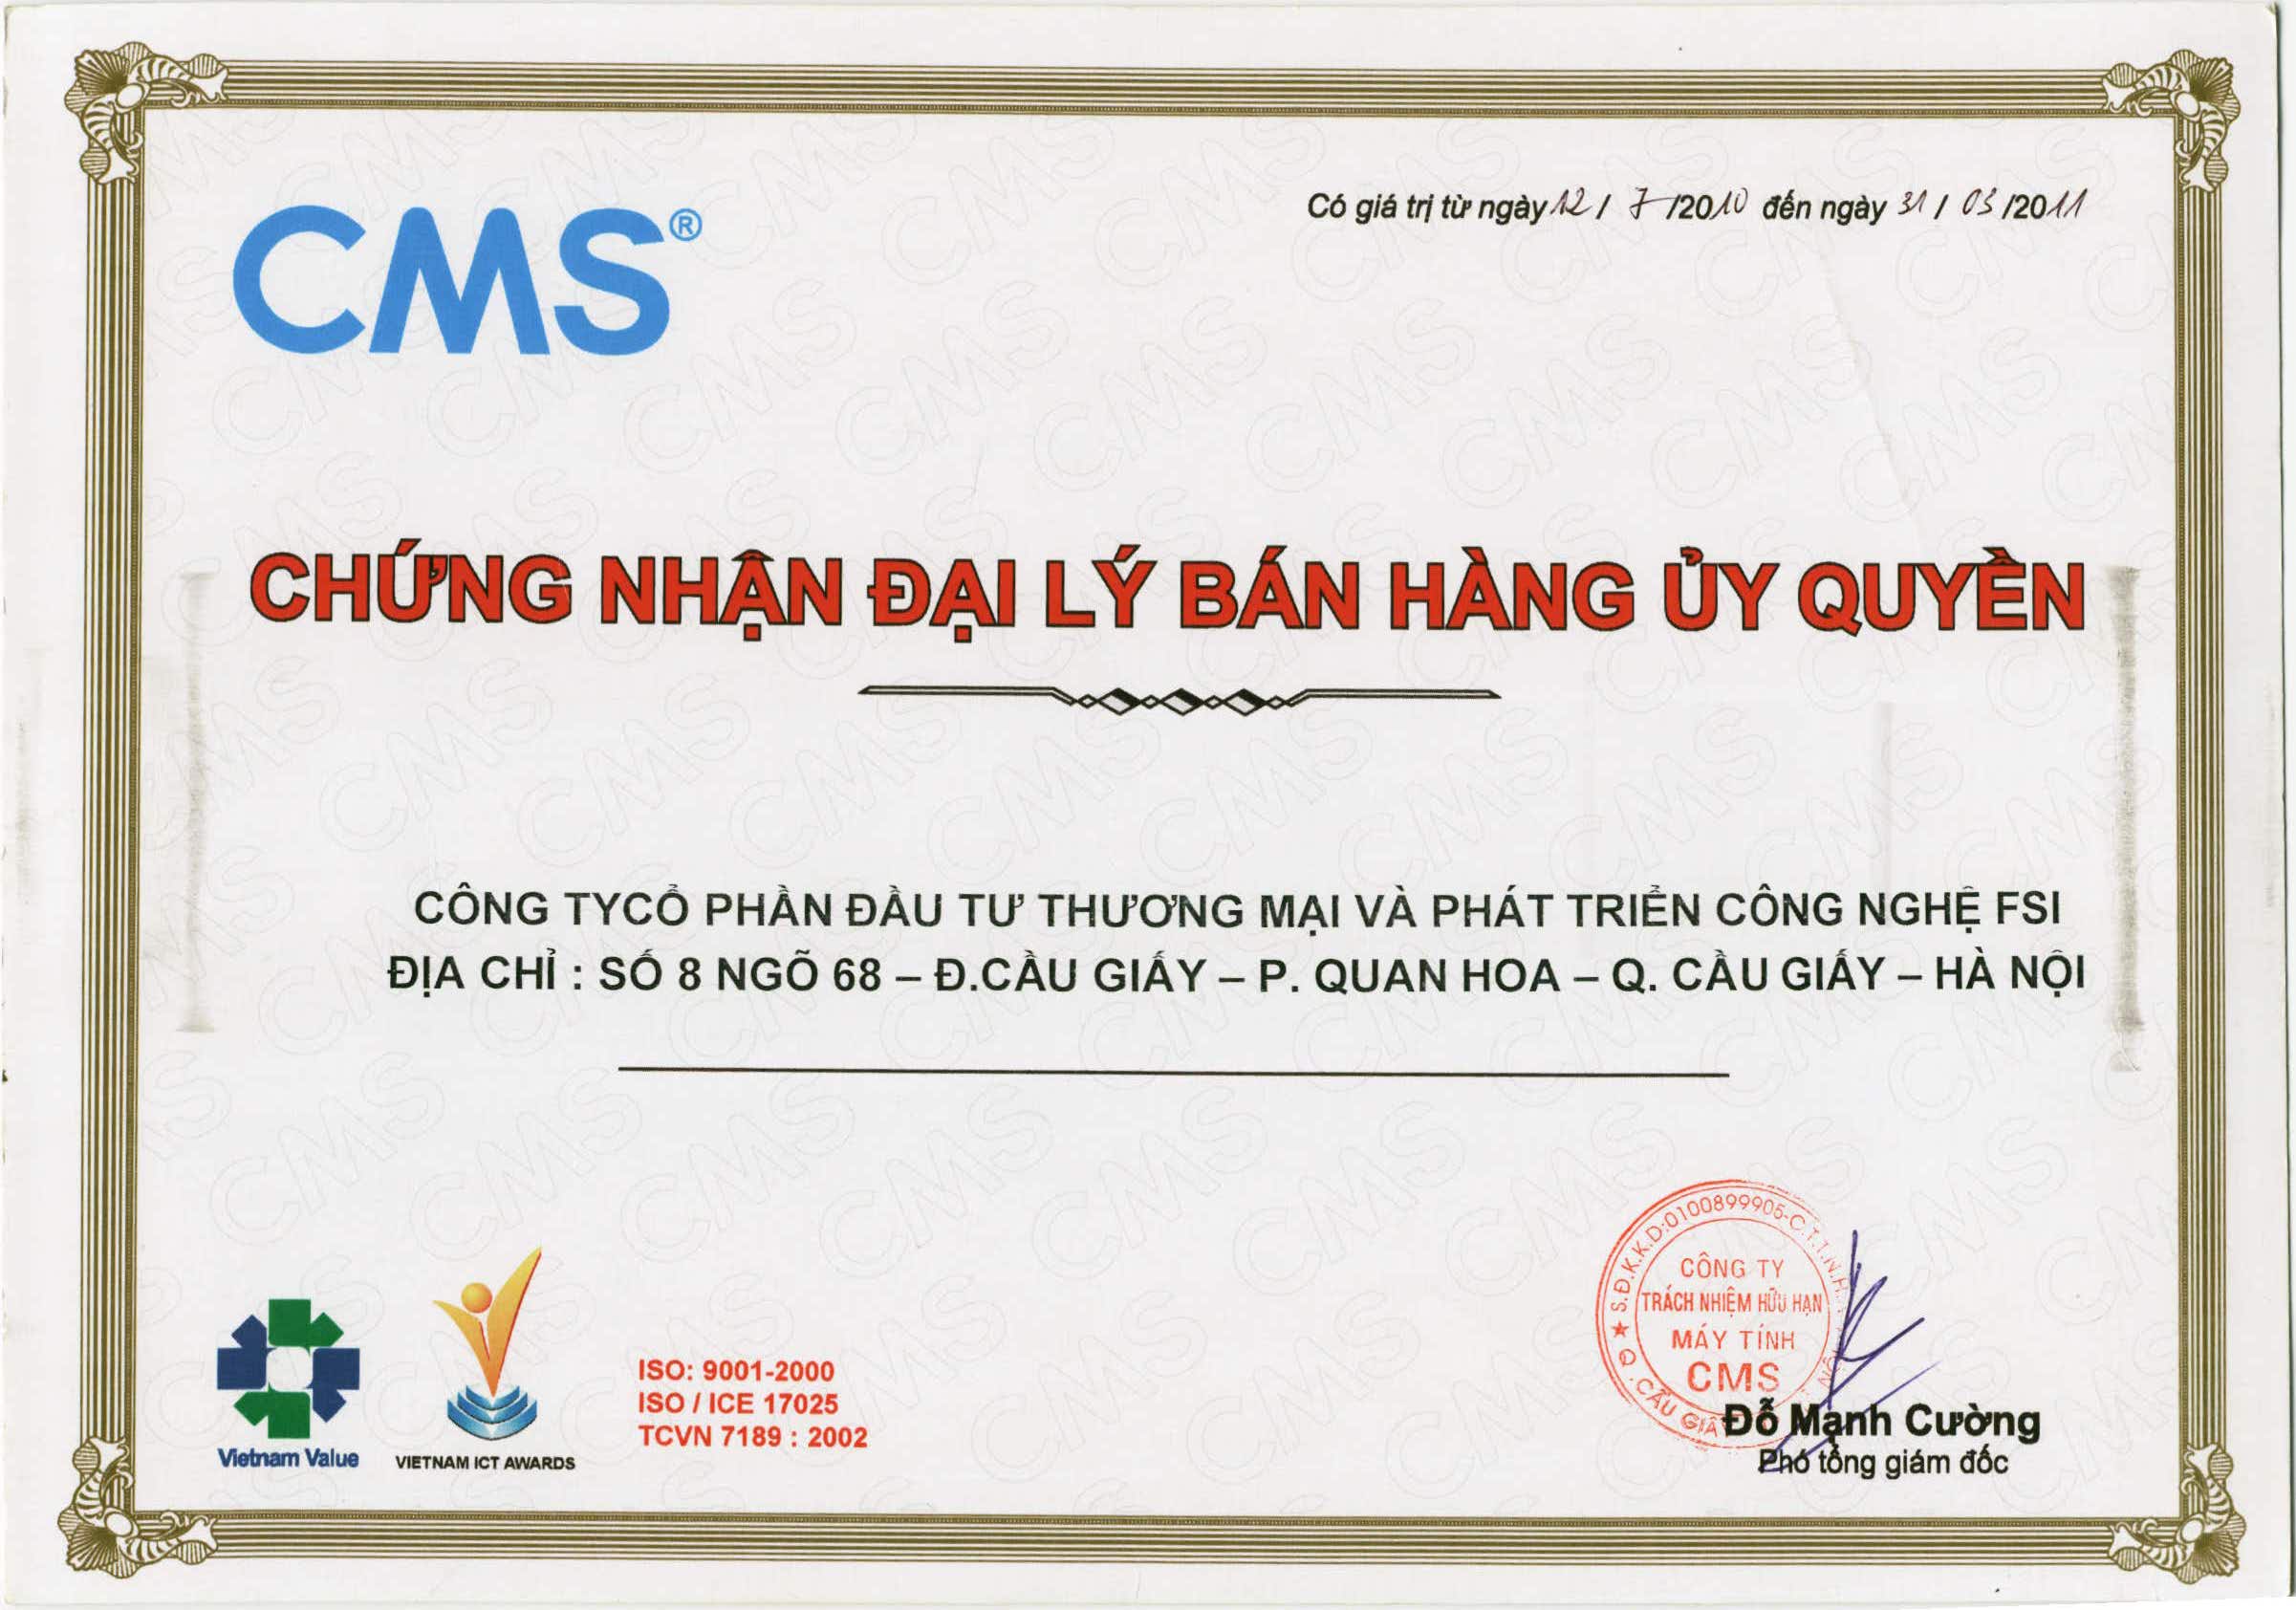 CMS®
Có giá trị từ ngày 12 / 7 /2010 đến ngày 31 / 03 /2011
CHỨNG NHẬN ĐẠI LÝ BÁN HÀNG ỦY QUYỀN
CÔNG TYCỔ PHẦN ĐẦU TƯ THƯƠNG MẠI VÀ PHÁT TRIỂN CÔNG NGHỆ FSI
ĐỊA CHỈ : SỐ 8 NGÕ 68 – Đ.CẦU GIẤY – P. QUAN HOA – Q. CẦU GIẤY – HÀ NỘI
Vietnam Value
VIETNAM ICT AWARDS
ISO: 9001-2000
ISO / ICE 17025
TCVN 7189 : 2002
S.Đ.K.K.D:0100899905-C.T.T.N.H.
CÔNG TY
TRÁCH NHIỆM HỮU HẠN
MÁY TÍNH
CMS
Q.CẦU GIẤ
Đỗ Mạnh Cường
Phó tổng giám đốc